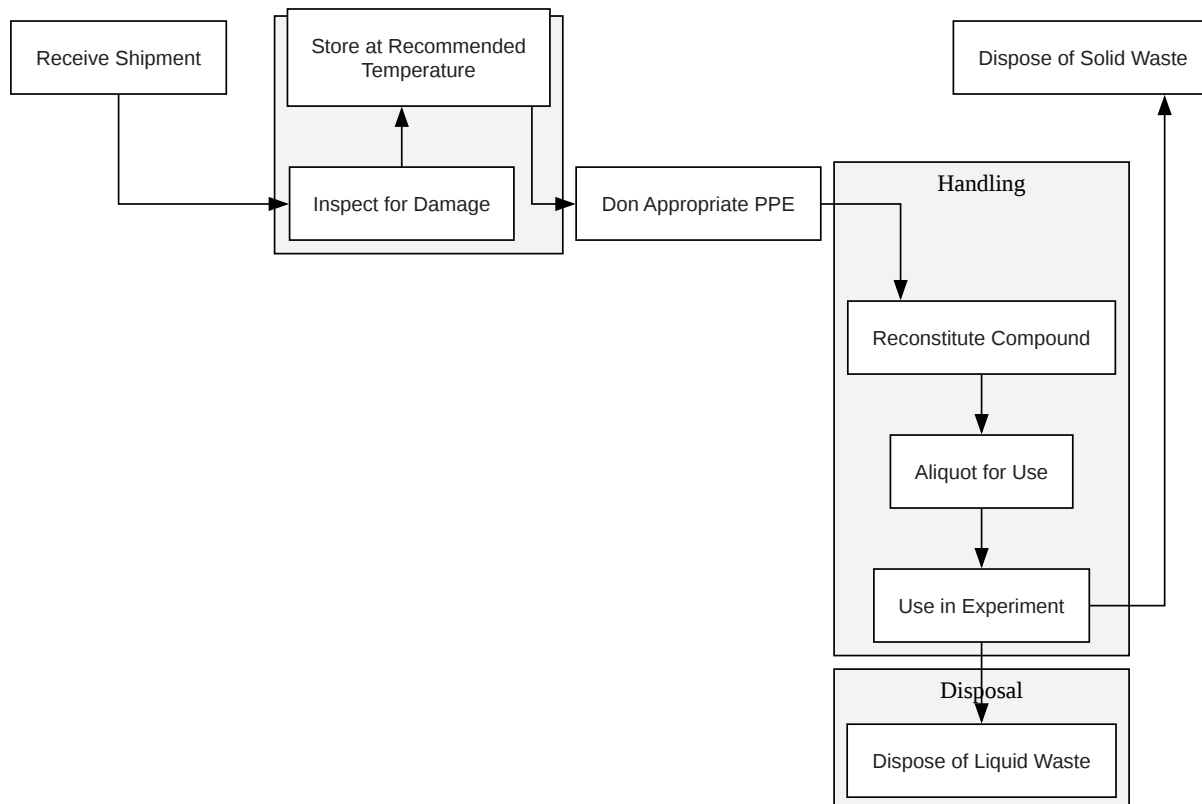 Receive Shipment
Store at Recommended
Temperature
Dispose of Solid Waste
Inspect for Damage
Don Appropriate PPE
Handling
Reconstitute Compound
Aliquot for Use
Use in Experiment
Disposal
Dispose of Liquid Waste